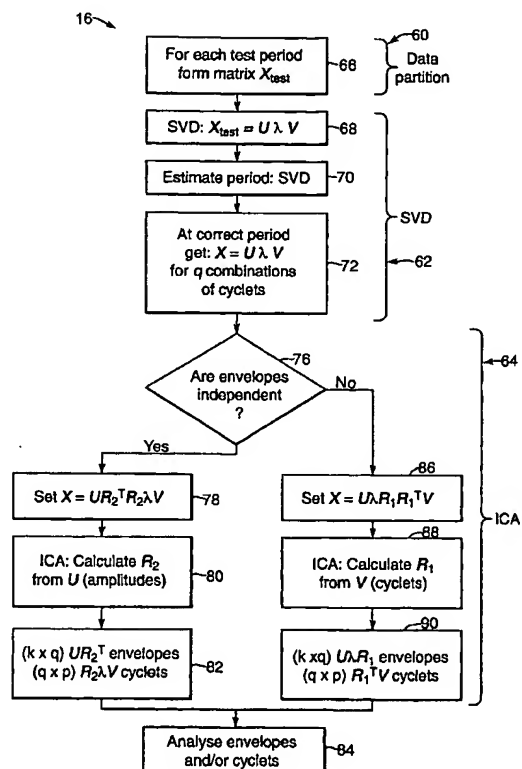 16
60
For each test period
form matrix Xtest
66
Data
partition
SVD: Xtest = U λ V
68
Estimate period: SVD
70
At correct period
get: X = U λ V
for q combinations
of cyclets
72
SVD
62
76
64
Are envelopes
independent
?
No
Yes
86
Set X = UR₂ᵀR₂λV
78
Set X = UλR₁R₁ᵀV
88
ICA
ICA: Calculate R₂
from U (amplitudes)
80
ICA: Calculate R₁
from V (cyclets)
90
(k x q) UR₂ᵀ envelopes
(q x p) R₂λV cyclets
82
(k xq) UλR₁ envelopes
(q x p) R₁ᵀV cyclets
Analyse envelopes
and/or cyclets
84